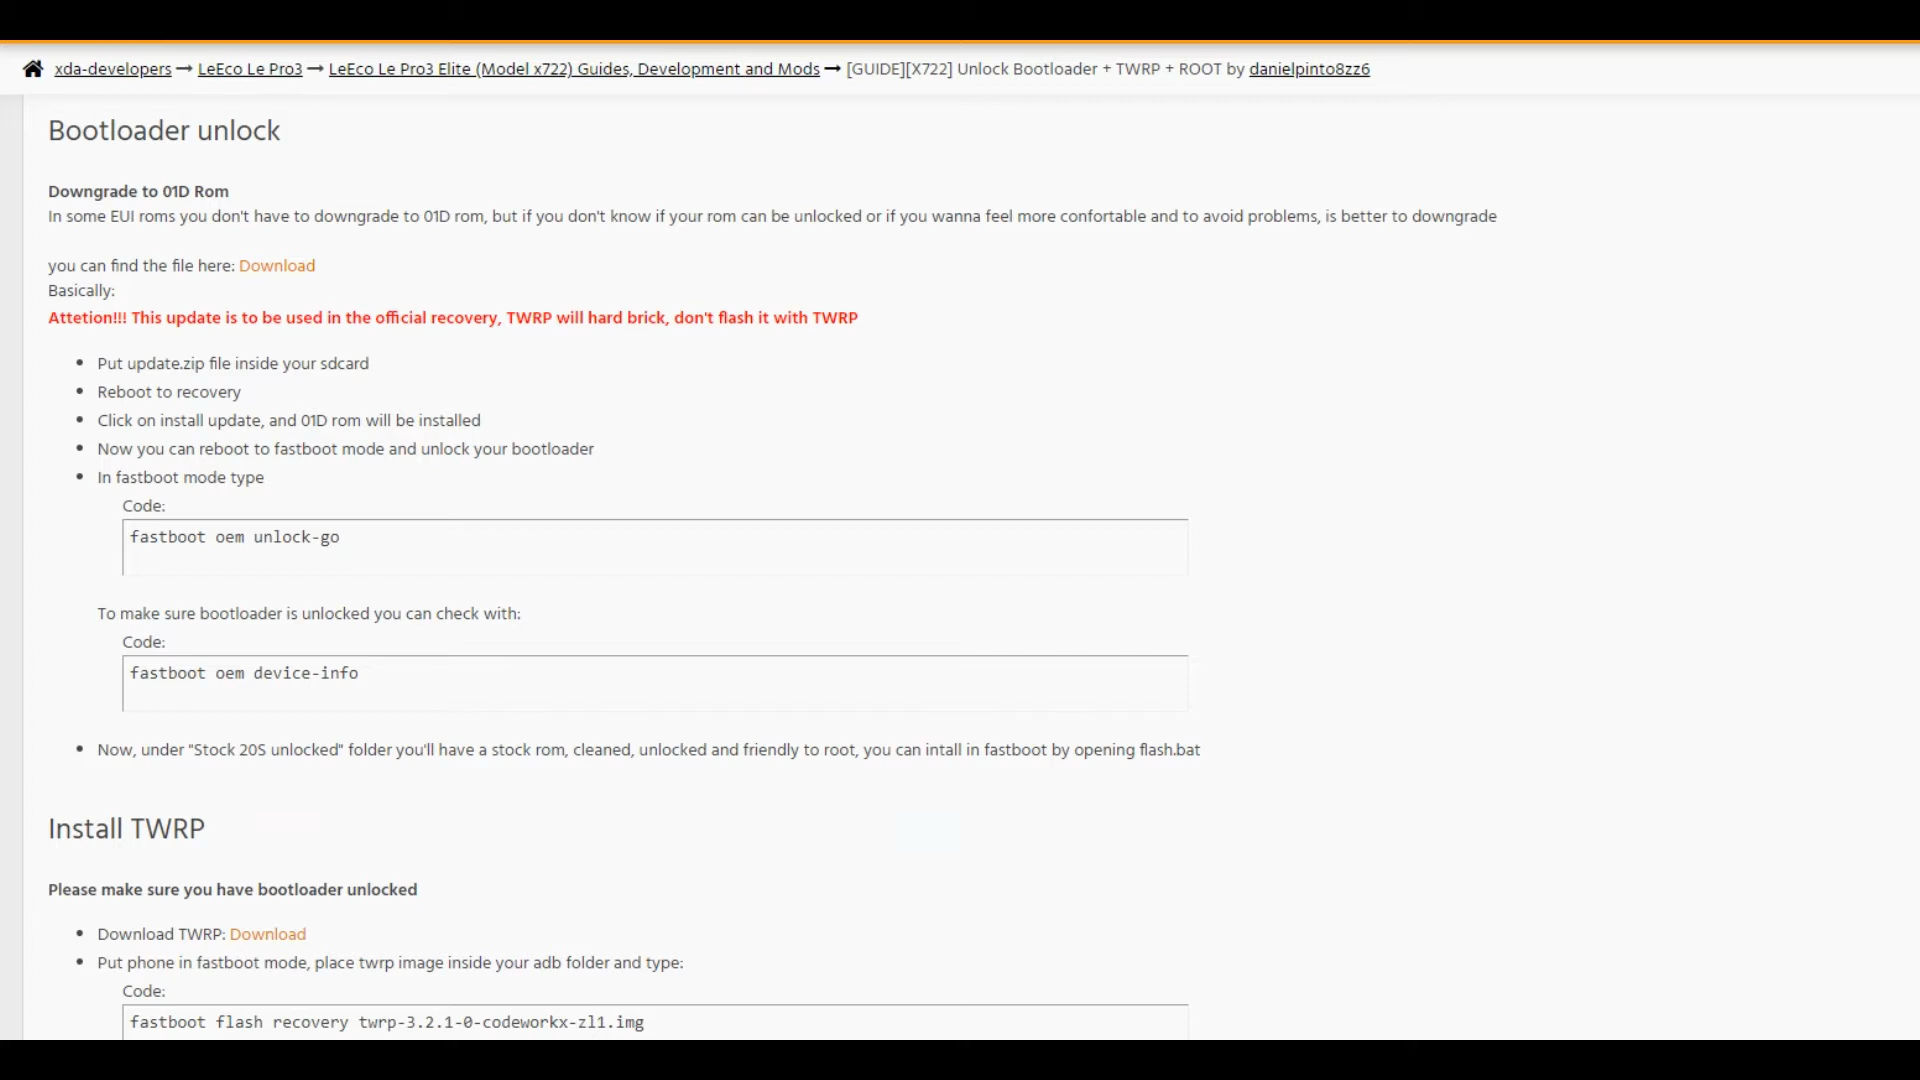 xda-developers → LeEco Le Pro3 → LeEco Le Pro3 Elite (Model x722) Guides, Development and Mods → [GUIDE][X722] Unlock Bootloader + TWRP + ROOT by danielpinto8zz6
Bootloader unlock
Downgrade to 01D Rom
In some EUI roms you don't have to downgrade to 01D rom, but if you don't know if your rom can be unlocked or if you wanna feel more confortable and to avoid problems, is better to downgrade
you can find the file here: Download
Basically:
Attetion!!! This update is to be used in the official recovery, TWRP will hard brick, don't flash it with TWRP
• Put update.zip file inside your sdcard
• Reboot to recovery
• Click on install update, and 01D rom will be installed
• Now you can reboot to fastboot mode and unlock your bootloader
• In fastboot mode type
Code:
fastboot oem unlock-go
To make sure bootloader is unlocked you can check with:
Code:
fastboot oem device-info
• Now, under "Stock 20S unlocked" folder you'll have a stock rom, cleaned, unlocked and friendly to root, you can intall in fastboot by opening flash.bat
Install TWRP
Please make sure you have bootloader unlocked
• Download TWRP: Download
• Put phone in fastboot mode, place twrp image inside your adb folder and type:
Code:
fastboot flash recovery twrp-3.2.1-0-codeworkx-zl1.img